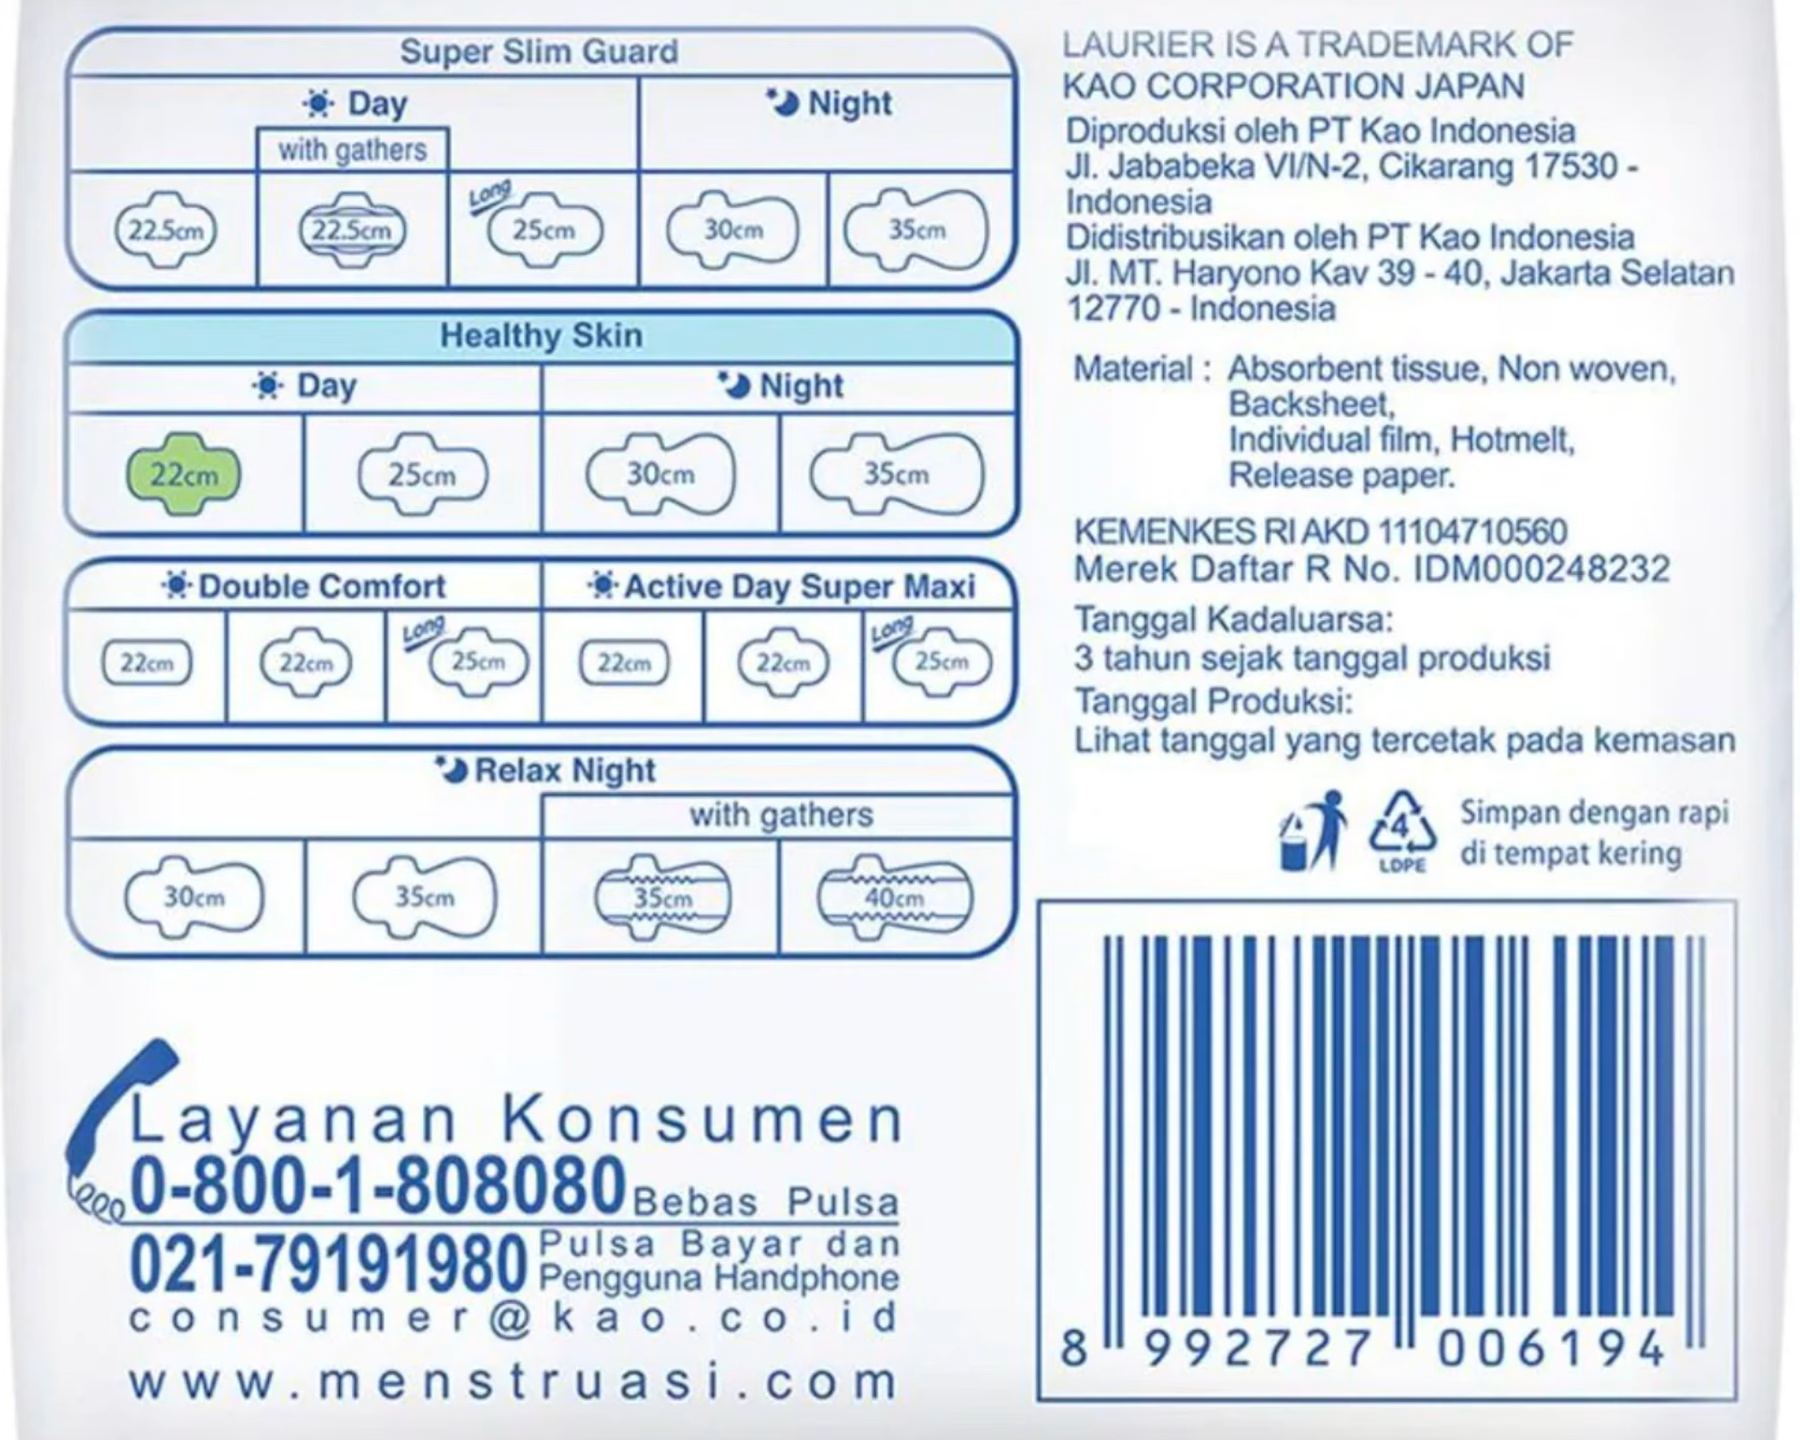 Super Slim Guard
Day
Night
with gathers
22.5cm
22.5cm
Long
25cm
30cm
35cm
Healthy Skin
Day
Night
22cm
25cm
30cm
35cm
Double Comfort
Active Day Super Maxi
22cm
22cm
Long
25cm
22cm
22cm
Long
25cm
Relax Night
with gathers
30cm
35cm
35cm
40cm
Layanan Konsumen
0-800-1-808080 Bebas Pulsa
021-79191980 Pulsa Bayar dan
Pengguna Handphone
consumer@kao.co.id
www.menstruasi.com
LAURIER IS A TRADEMARK OF
KAO CORPORATION JAPAN
Diproduksi oleh PT Kao Indonesia
Jl. Jababeka VI/N-2, Cikarang 17530 -
Indonesia
Didistribusikan oleh PT Kao Indonesia
Jl. MT. Haryono Kav 39 - 40, Jakarta Selatan
12770 - Indonesia
Material : Absorbent tissue, Non woven,
Backsheet,
Individual film, Hotmelt,
Release paper.
KEMENKES RI AKD 11104710560
Merek Daftar R No. IDM000248232
Tanggal Kadaluarsa:
3 tahun sejak tanggal produksi
Tanggal Produksi:
Lihat tanggal yang tercetak pada kemasan
4
LDPE
Simpan dengan rapi
di tempat kering
8 992727 006194